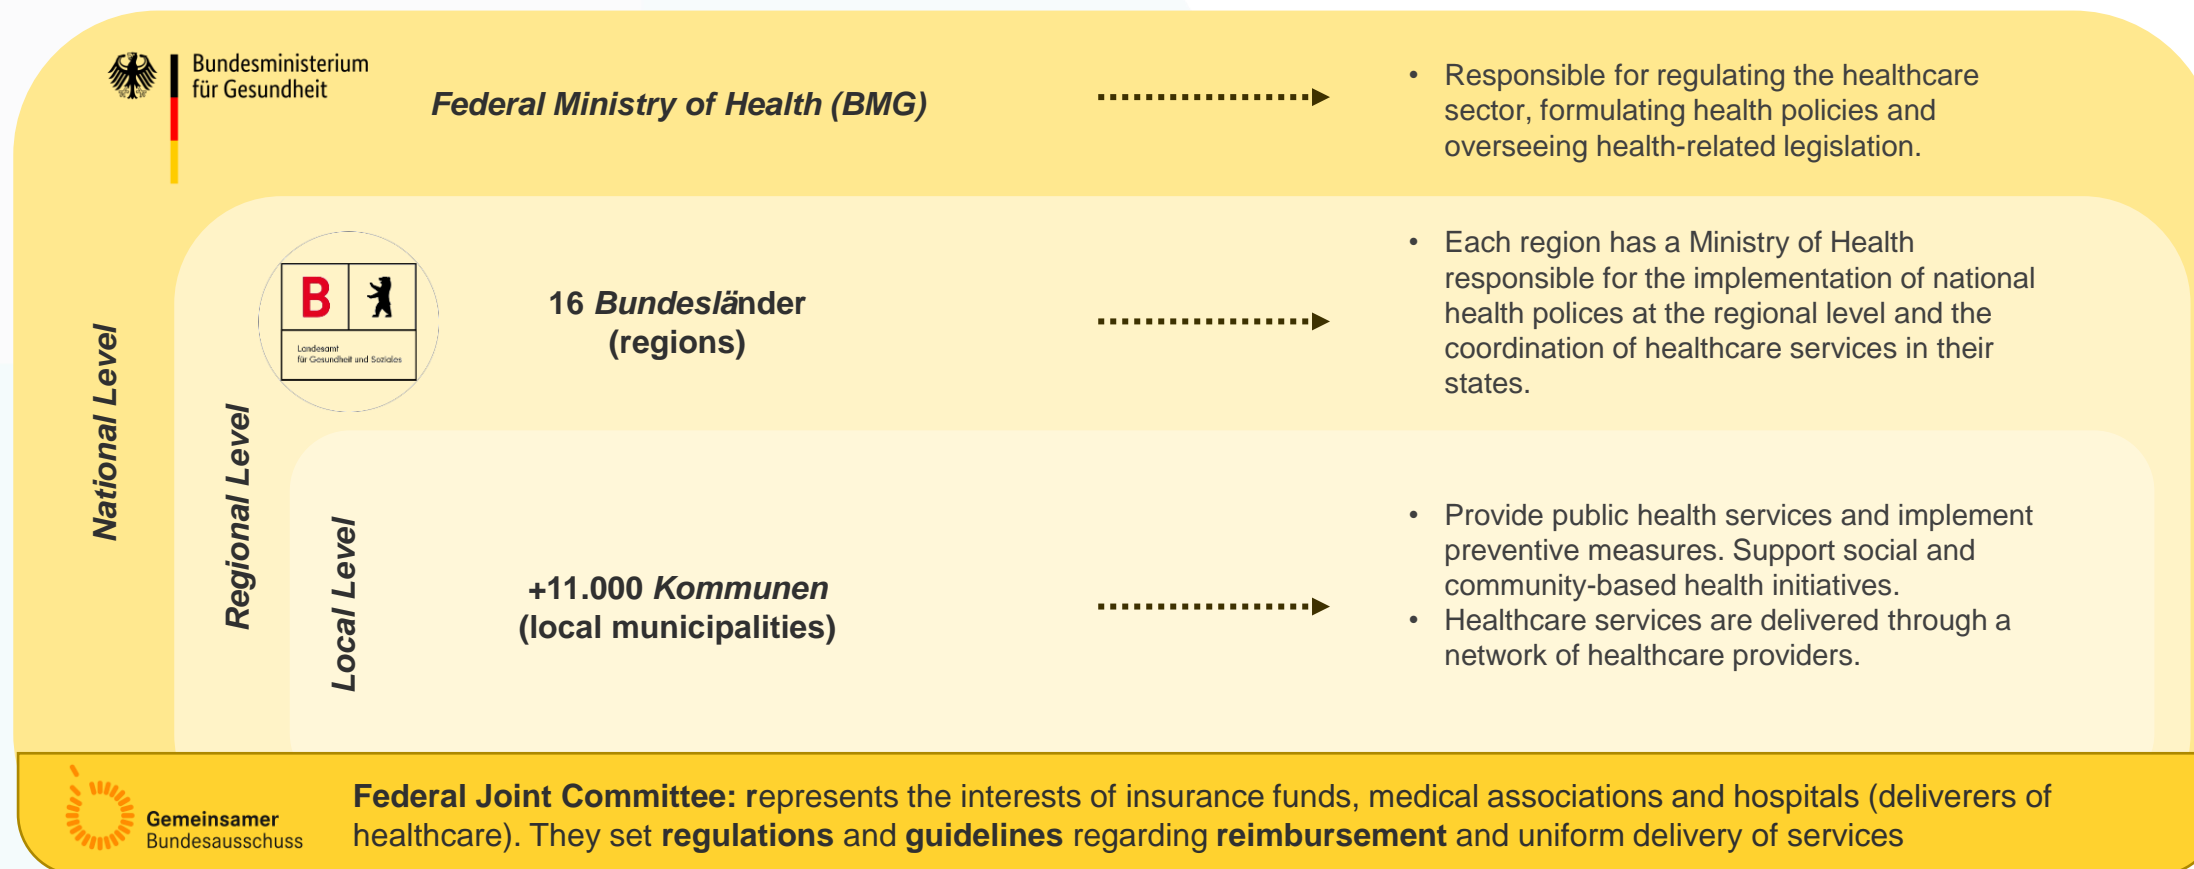 Bundesministerium
für Gesundheit
Federal Ministry of Health (BMG)
• Responsible for regulating the healthcare
sector, formulating health policies and
overseeing health-related legislation.
National Level
B
Landesamt
für Gesundheit und Soziales
16 Bundesländer
(regions)
• Each region has a Ministry of Health
responsible for the implementation of national
health polices at the regional level and the
coordination of healthcare services in their
states.
Regional Level
Local Level
+11.000 Kommunen
(local municipalities)
• Provide public health services and implement
preventive measures. Support social and
community-based health initiatives.
• Healthcare services are delivered through a
network of healthcare providers.
Gemeinsamer
Bundesausschuss
Federal Joint Committee: represents the interests of insurance funds, medical associations and hospitals (deliverers of
healthcare). They set regulations and guidelines regarding reimbursement and uniform delivery of services